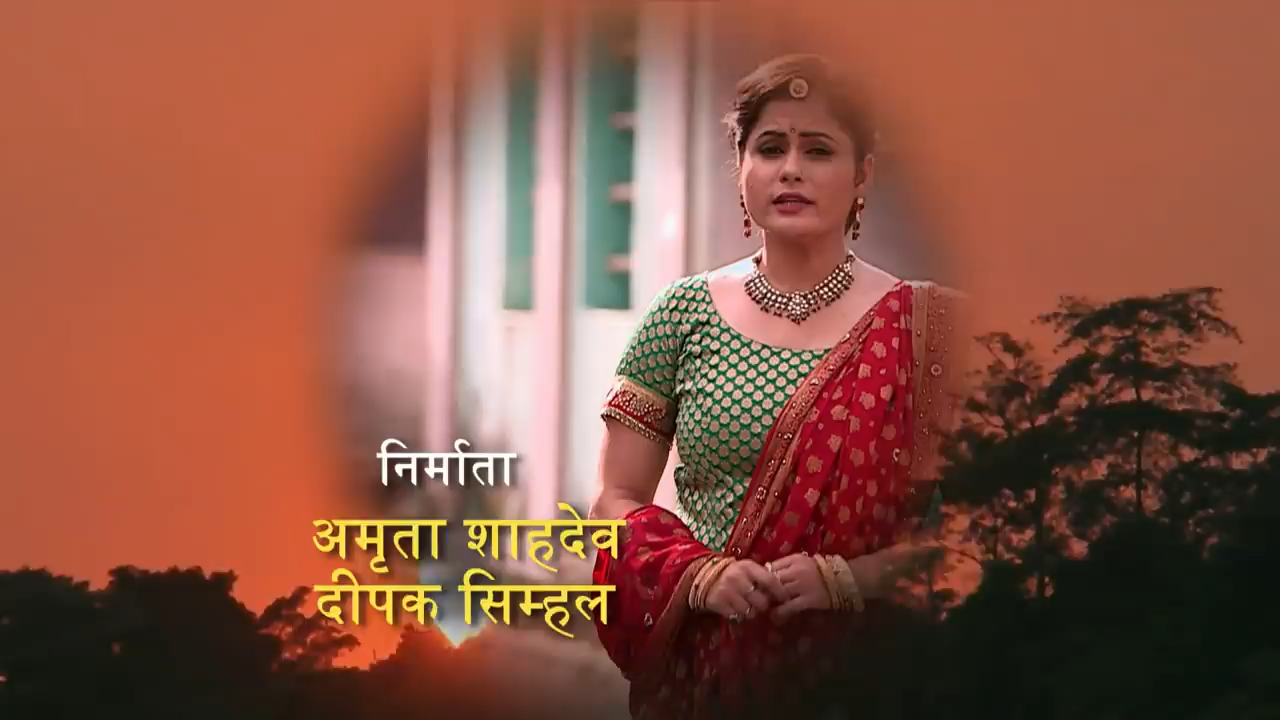 निर्माता
अमृता शाहदेव
दीपक सिम्हल